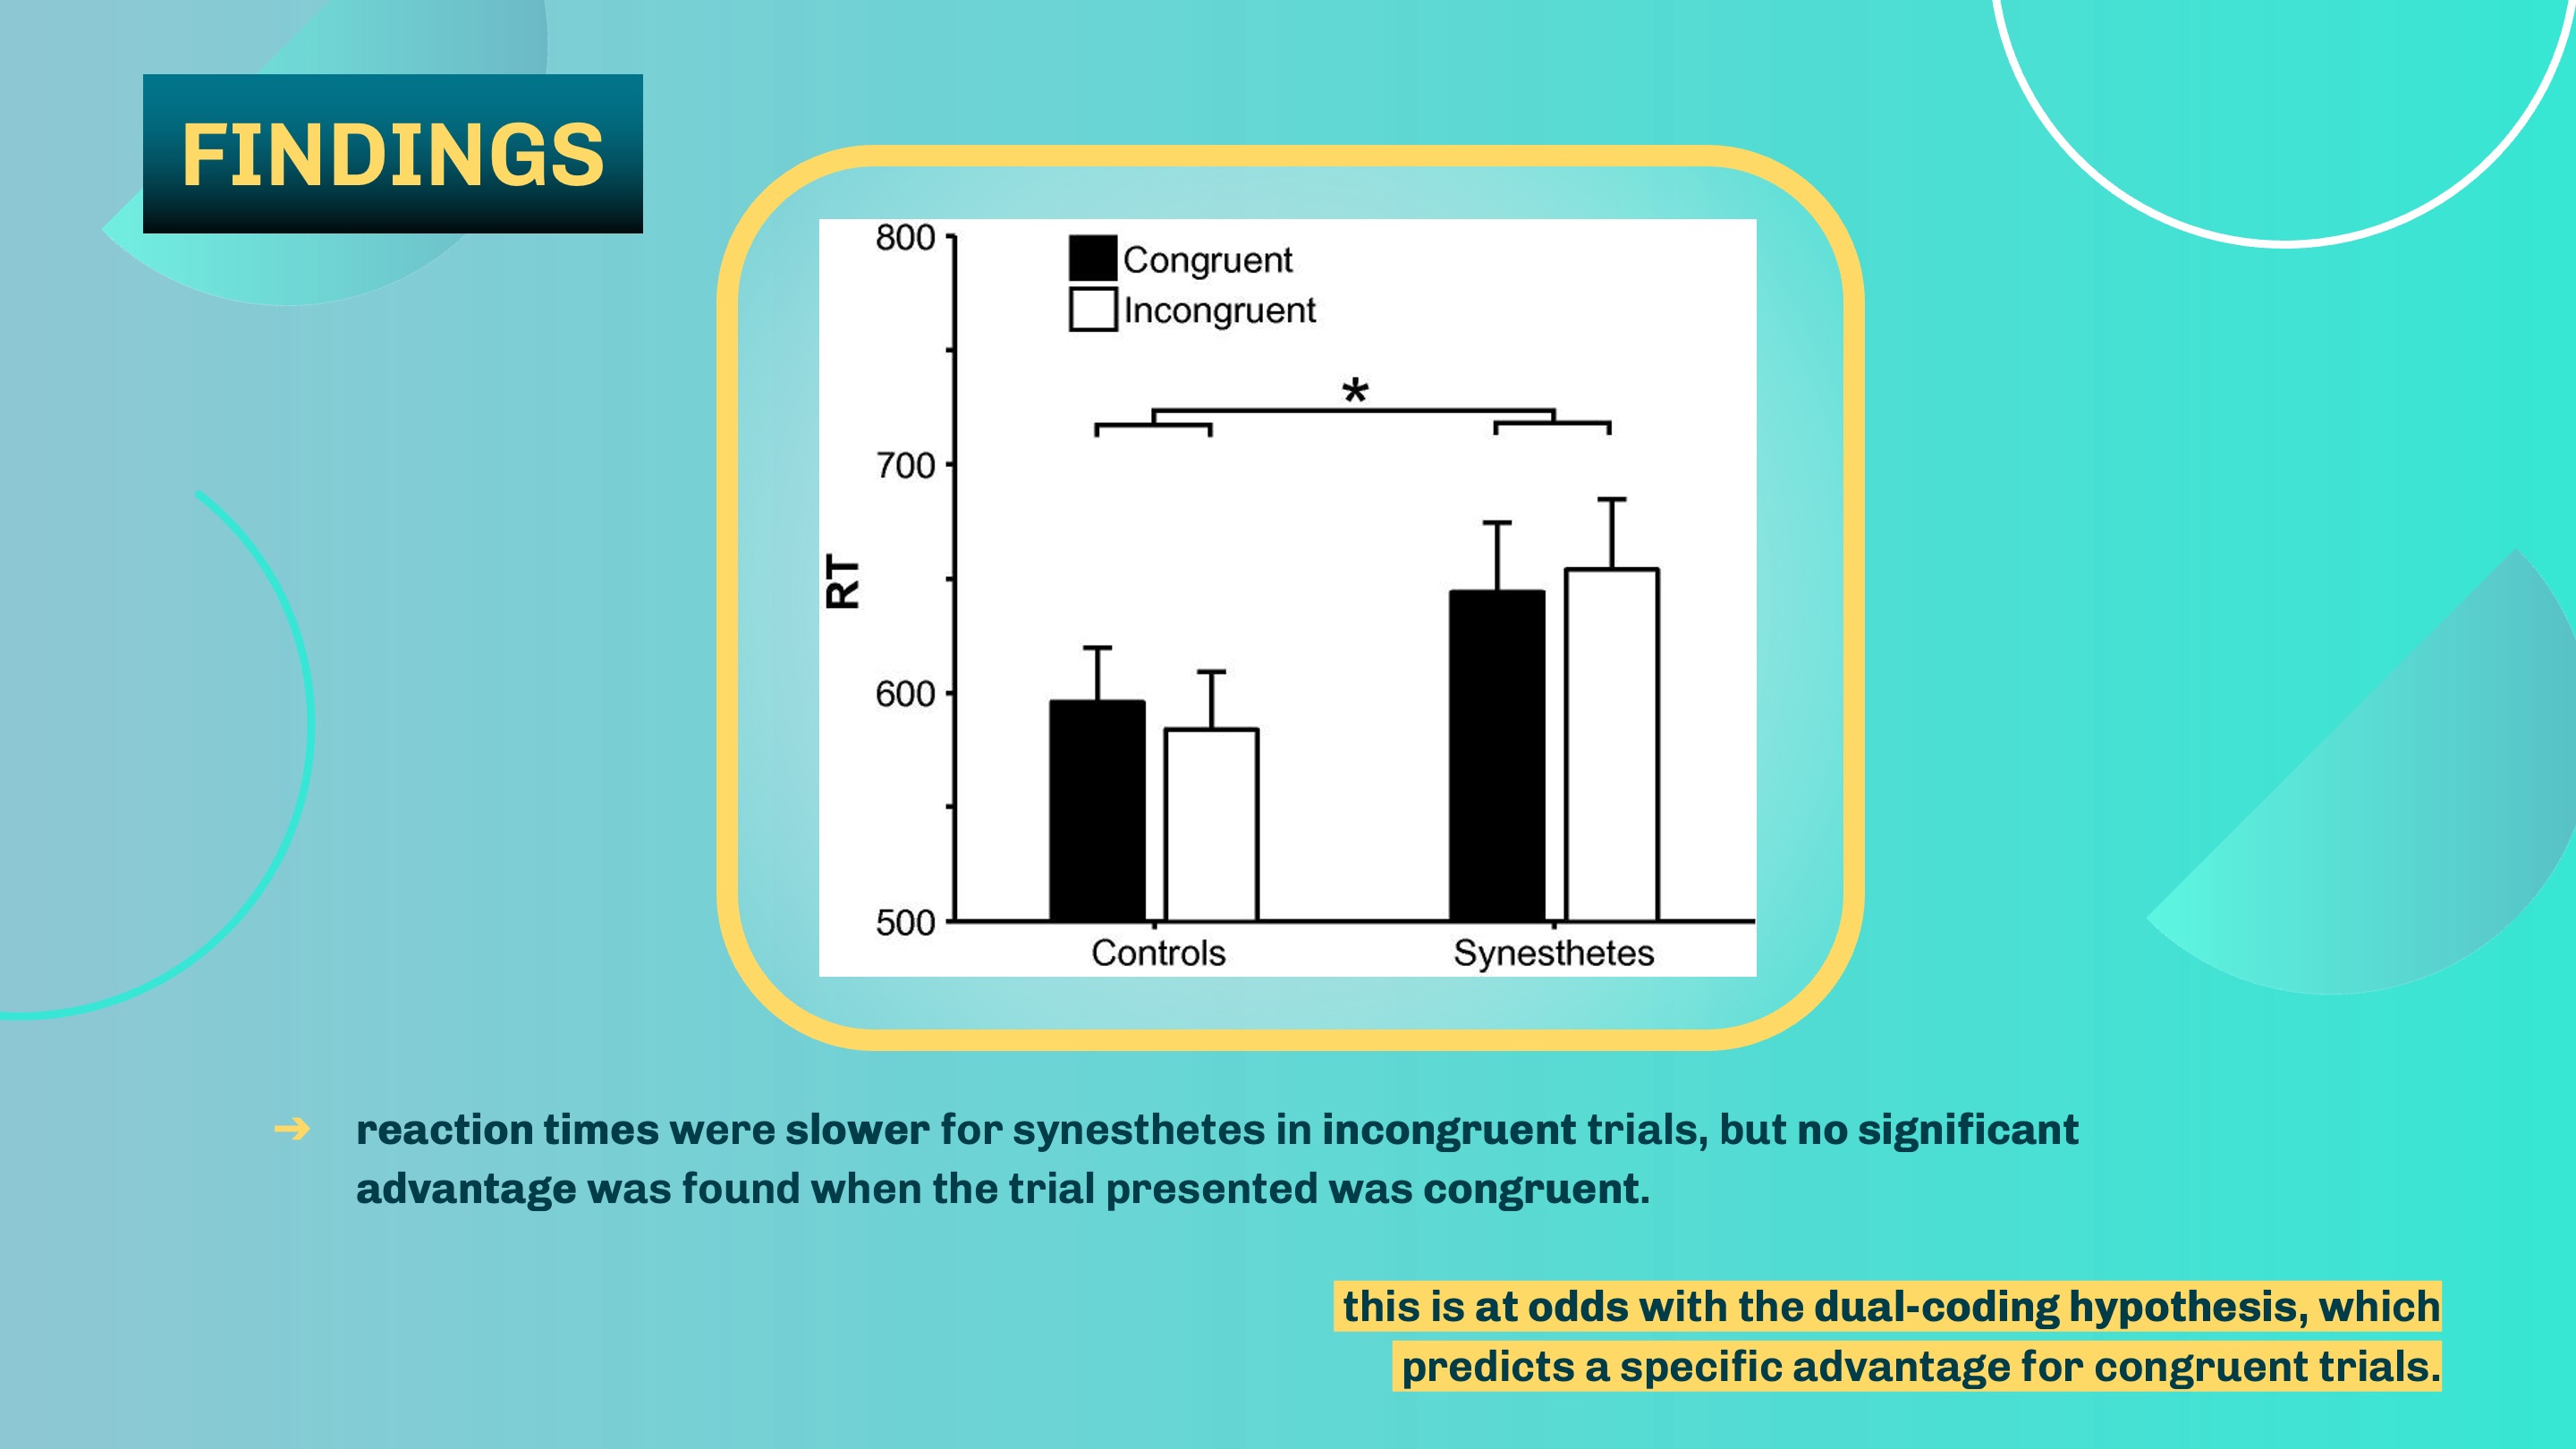 FINDINGS
800
Congruent
Incongruent
*
700
RT
600
500
Controls
Synesthetes
➔ reaction times were slower for synesthetes in incongruent trials, but no significant
advantage was found when the trial presented was congruent.
this is at odds with the dual-coding hypothesis, which
predicts a specific advantage for congruent trials.